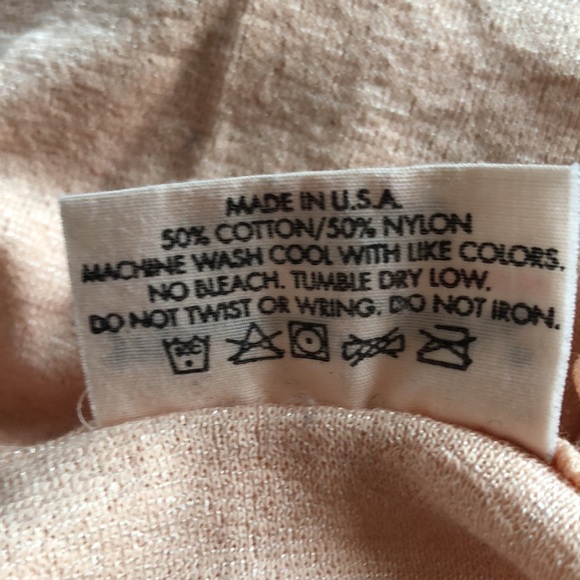 MADE IN U.S.A.
50% COTTON/50% NYLON
MACHINE WASH COOL WITH LIKE COLORS.
NO BLEACH. TUMBLE DRY LOW.
DO NOT TWIST OR WRING. DO NOT IRON.